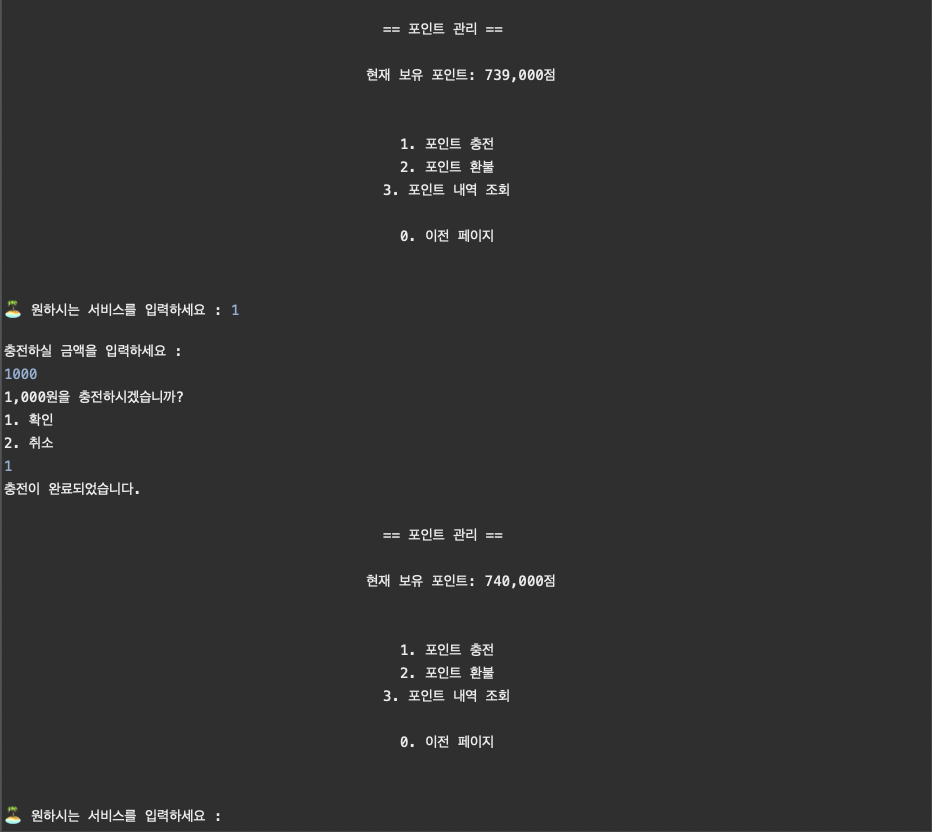 == 포인트 관리 ==
현재 보유 포인트: 739,000점
1. 포인트 충전
2. 포인트 환불
3. 포인트 내역 조회
0. 이전 페이지
🏝 원하시는 서비스를 입력하세요 : 1
충전하실 금액을 입력하세요 :
1000
1,000원을 충전하시겠습니까?
1. 확인
2. 취소
1
충전이 완료되었습니다.
== 포인트 관리 ==
현재 보유 포인트: 740,000점
1. 포인트 충전
2. 포인트 환불
3. 포인트 내역 조회
0. 이전 페이지
🏝 원하시는 서비스를 입력하세요 :